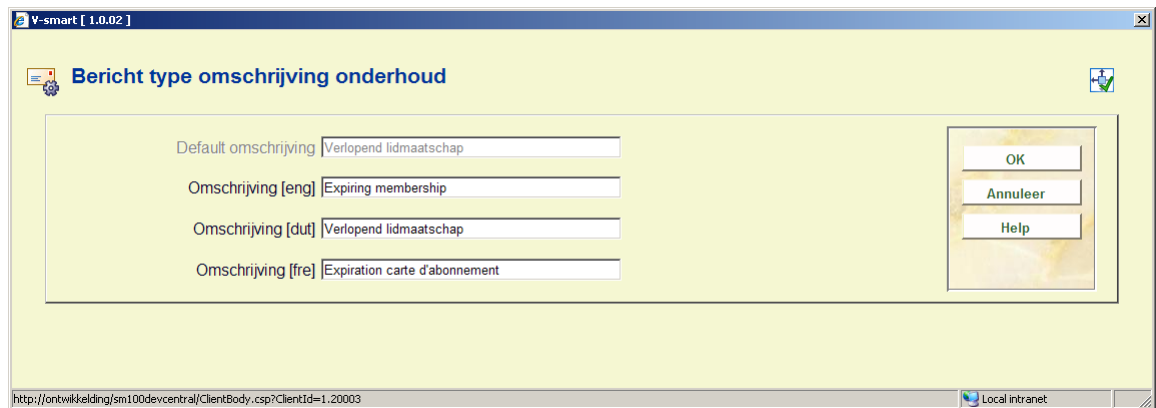 V-smart [ 1.0.02 ]
Bericht type omschrijving onderhoud
Default omschrijving Verlopend lidmaatschap
OK
Omschrijving [eng] Expiring membership
Annuleer
Omschrijving [dut] Verlopend lidmaatschap
Help
Omschrijving [fre] Expiration carte d'abonnement
http://ontwikkelding/sm100devcentral/ClientBody.csp?ClientId=1.20003 Local intranet